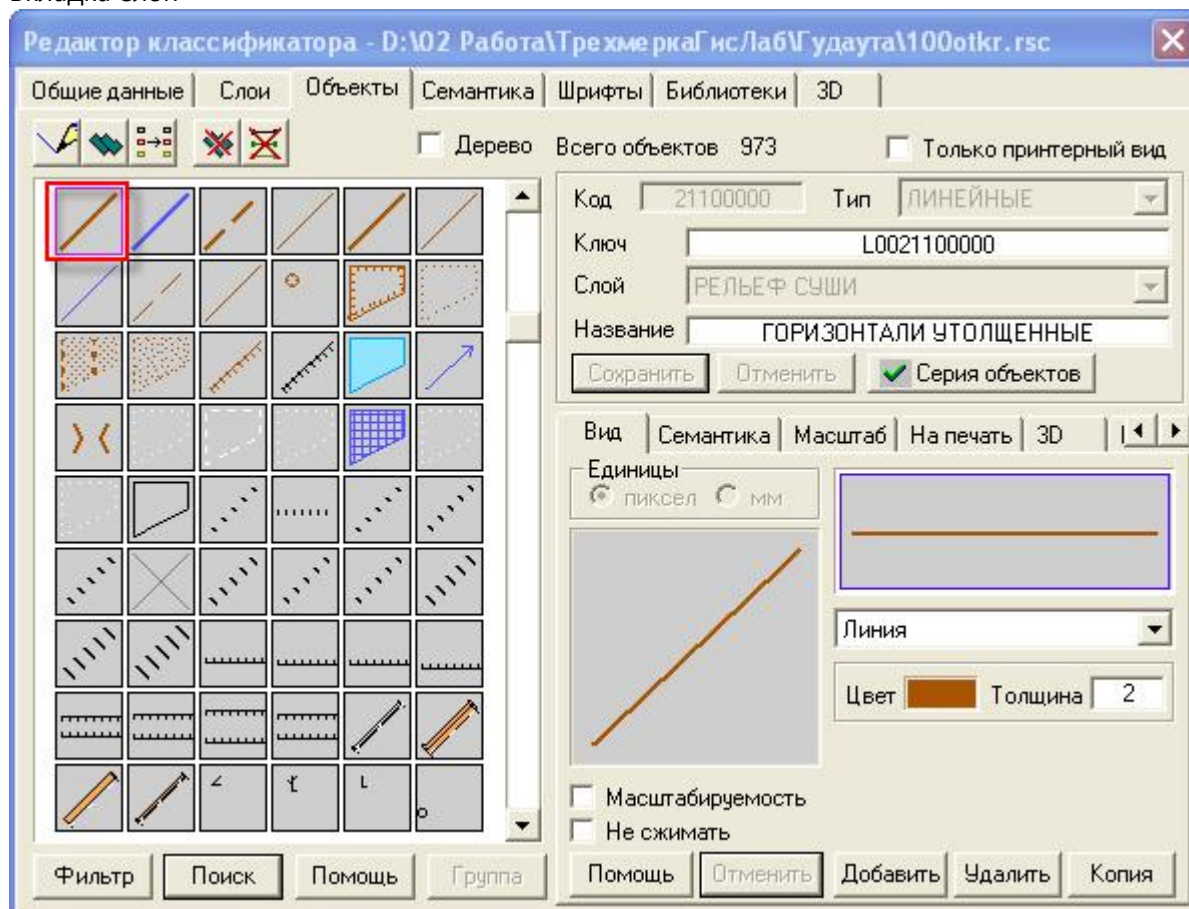 Редактор классификатора - D:\02 Работа\ТрехмеркаГисЛаб\Гудаута\100otkr.rsc
Общие данные Слои Объекты Семантика Шрифты Библиотеки 3D
Дерево Всего объектов 973 Только принтерный вид
Код 21100000 Тип ЛИНЕЙНЫЕ
Ключ L0021100000
Слой РЕЛЬЕФ СУШИ
Название ГОРИЗОНТАЛИ УТОЛЩЕННЫЕ
Сохранить Отменить Серия объектов
Вид Семантика Масштаб На печать 3D
Единицы
пиксел мм
Линия
Цвет Толщина 2
Масштабируемость
Не сжимать
Фильтр Поиск Помощь Группа Помощь Отменить Добавить Удалить Копия